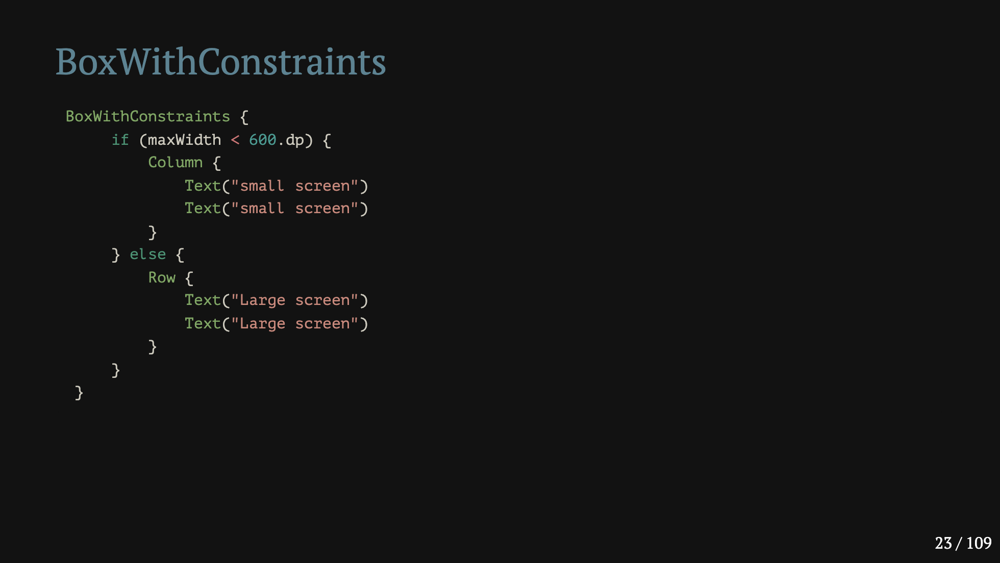 BoxWithConstraints
BoxWithConstraints {
     if (maxWidth < 600.dp) {
         Column {
             Text("small screen")
             Text("small screen")
         }
     } else {
         Row {
             Text("Large screen")
             Text("Large screen")
         }
     }
 }
23 / 109